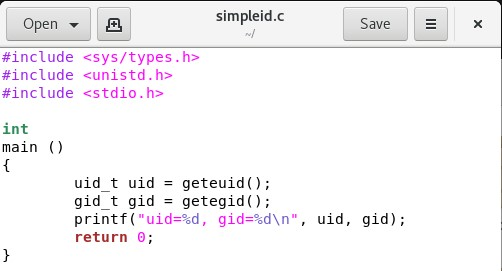 Open simpleid.c Save
~/
#include <sys/types.h>
#include <unistd.h>
#include <stdio.h>

int
main ()
{
        uid_t uid = geteuid();
        gid_t gid = getegid();
        printf("uid=%d, gid=%d\n", uid, gid);
        return 0;
}